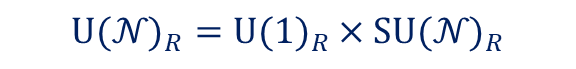 U(𝒩)_R = U(1)_R × SU(𝒩)_R